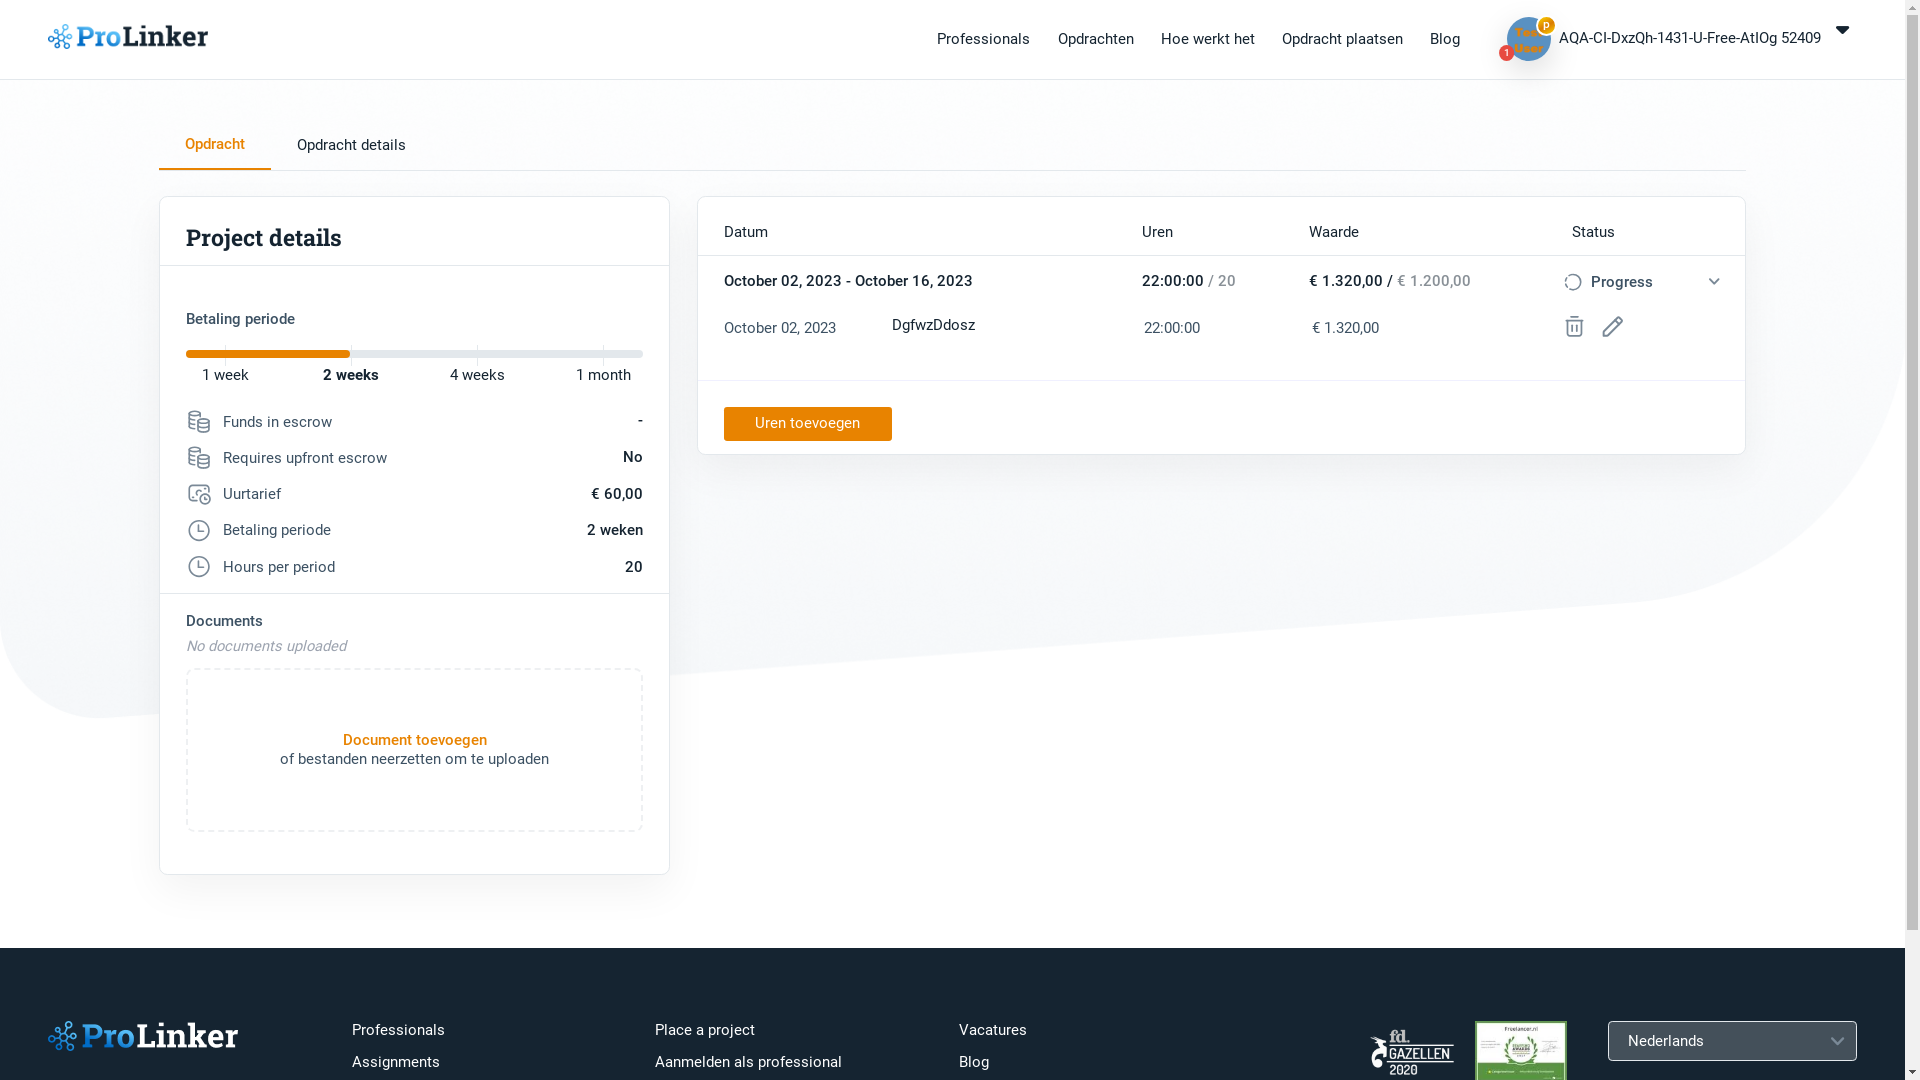 ProLinker
Professionals
Opdrachten
Hoe werkt het
Opdracht plaatsen
Blog
Test User
P
1
AQA-CI-DxzQh-1431-U-Free-AtIOg 52409
Opdracht
Opdracht details
Project details
Betaling periode
1 week
2 weeks
4 weeks
1 month
Funds in escrow -
Requires upfront escrow No
Uurtarief € 60,00
Betaling periode 2 weken
Hours per period 20
Documents
No documents uploaded
Document toevoegen
of bestanden neerzetten om te uploaden
Datum Uren Waarde Status
October 02, 2023 - October 16, 2023 22:00:00 / 20 € 1.320,00 / € 1.200,00 Progress
October 02, 2023 DgfwzDdosz 22:00:00 € 1.320,00
Uren toevoegen
ProLinker
Professionals
Assignments
Place a project
Aanmelden als professional
Vacatures
Blog
fd.
GAZELLEN
2020
Freelancer.nl
Nederlands